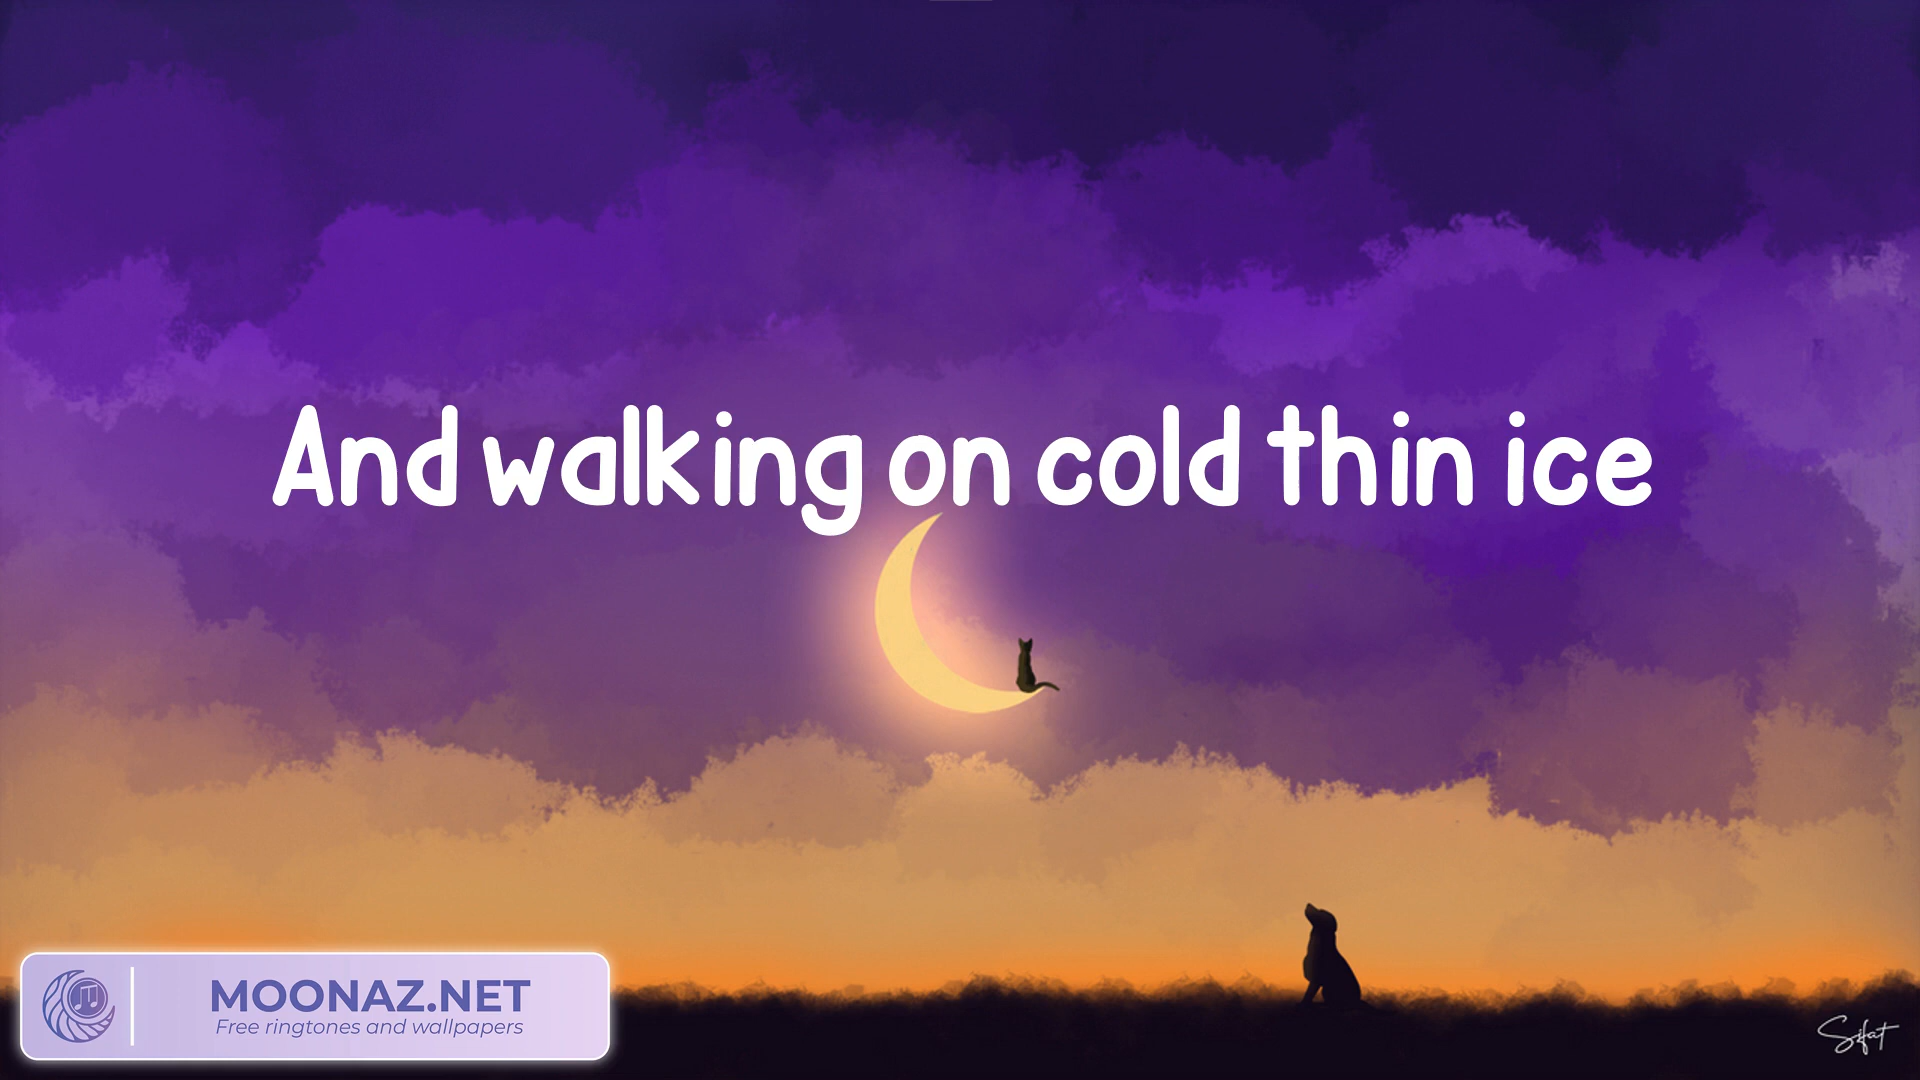 And walking on cold thin ice
MOONAZ.NET
Free ringtones and wallpapers
Sifat